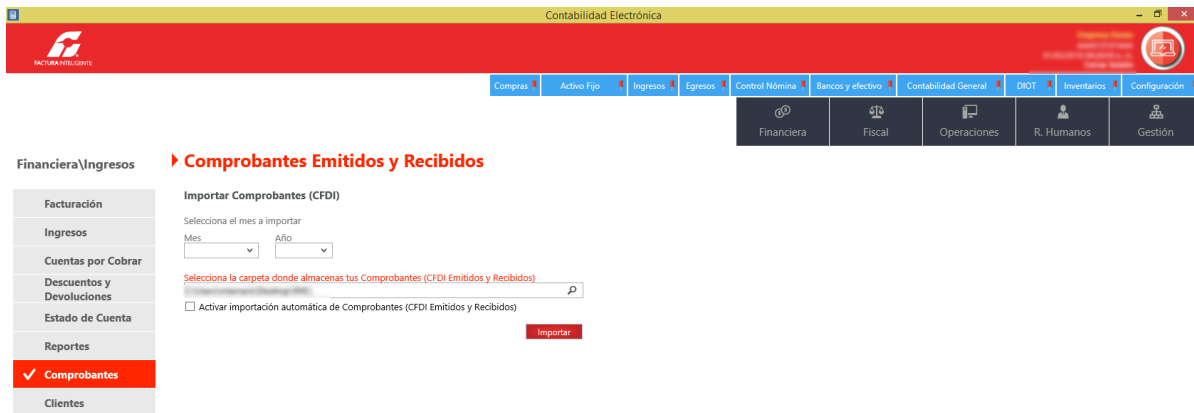 Contabilidad Electrónica
FACTURA INTELIGENTE
Compras
Activo Fijo
Ingresos
Egresos
Control Nómina
Bancos y efectivo
Contabilidad General
DIOT
Inventarios
Configuración
Financiera
Fiscal
Operaciones
R. Humanos
Gestión
Financiera\Ingresos
Facturación
Ingresos
Cuentas por Cobrar
Descuentos y
Devoluciones
Estado de Cuenta
Reportes
Comprobantes
Clientes
Comprobantes Emitidos y Recibidos
Importar Comprobantes (CFDI)
Selecciona el mes a importar
Mes
Año
Selecciona la carpeta donde almacenas tus Comprobantes (CFDI Emitidos y Recibidos)
Activar importación automática de Comprobantes (CFDI Emitidos y Recibidos)
Importar